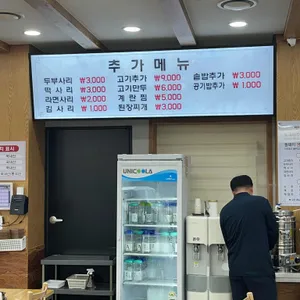 추가메뉴
두부사리 ₩3,000 고기추가 ₩9,000 솥밥추가 ₩3,000
떡사리 ₩3,000 고기만두 ₩6,000 공기밥추가 ₩1,000
라면사리 ₩2,000 계란찜 ₩5,000
김사리 ₩1,000 된장찌개 ₩3,000
UNICOOLA